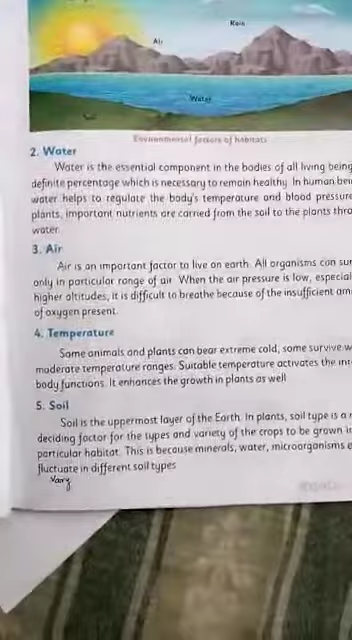 Rain
Air
Water
Environmental factors of habitats
2. Water
Water is the essential component in the bodies of all living being
definite percentage which is necessary to remain healthy. In human bei
water helps to regulate the body's temperature and blood pressure
plants, important nutrients are carried from the soil to the plants thro
water.
3. Air
Air is an important factor to live on earth. All organisms can sur
only in particular range of air. When the air pressure is low, especial
higher altitudes, it is difficult to breathe because of the insufficient am
of oxygen present.
4. Temperature
Some animals and plants can bear extreme cold, some survive w
moderate temperature ranges. Suitable temperature activates the int
body functions. It enhances the growth in plants as well.
5. Soil
Soil is the uppermost layer of the Earth. In plants, soil type is a
deciding factor for the types and variety of the crops to be grown in
particular habitat. This is because minerals, water, microorganisms e
fluctuate in different soil types
Vary